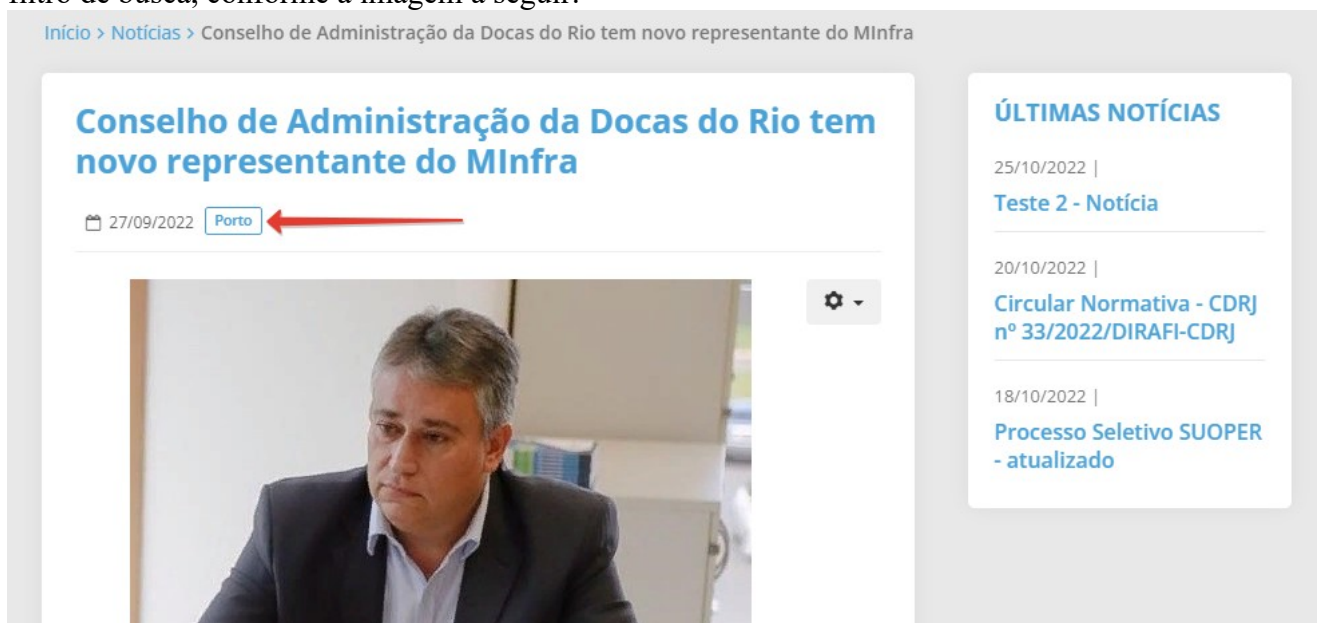 filtro de busca, conforme a imagem a seguir:
Início > Notícias > Conselho de Administração da Docas do Rio tem novo representante do MInfra
Conselho de Administração da Docas do Rio tem
novo representante do MInfra
27/09/2022 Porto
ÚLTIMAS NOTÍCIAS
25/10/2022 |
Teste 2 - Notícia
20/10/2022 |
Circular Normativa - CDRJ
nº 33/2022/DIRAFI-CDRJ
18/10/2022 |
Processo Seletivo SUOPER
- atualizado